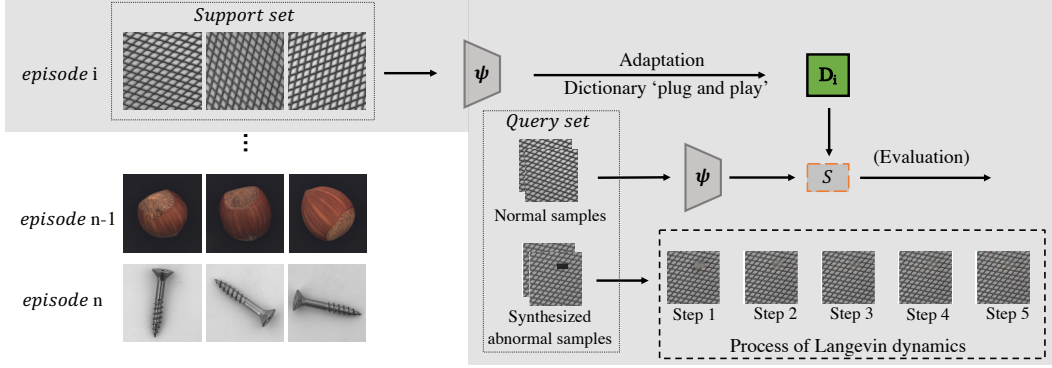 Support set
episode i
ψ
Adaptation
Dictionary ‘plug and play’
D_i
⋮
Query set
Normal samples
ψ
S
(Evaluation)
episode n-1
episode n
Synthesized
abnormal samples
Step 1 Step 2 Step 3 Step 4 Step 5
Process of Langevin dynamics